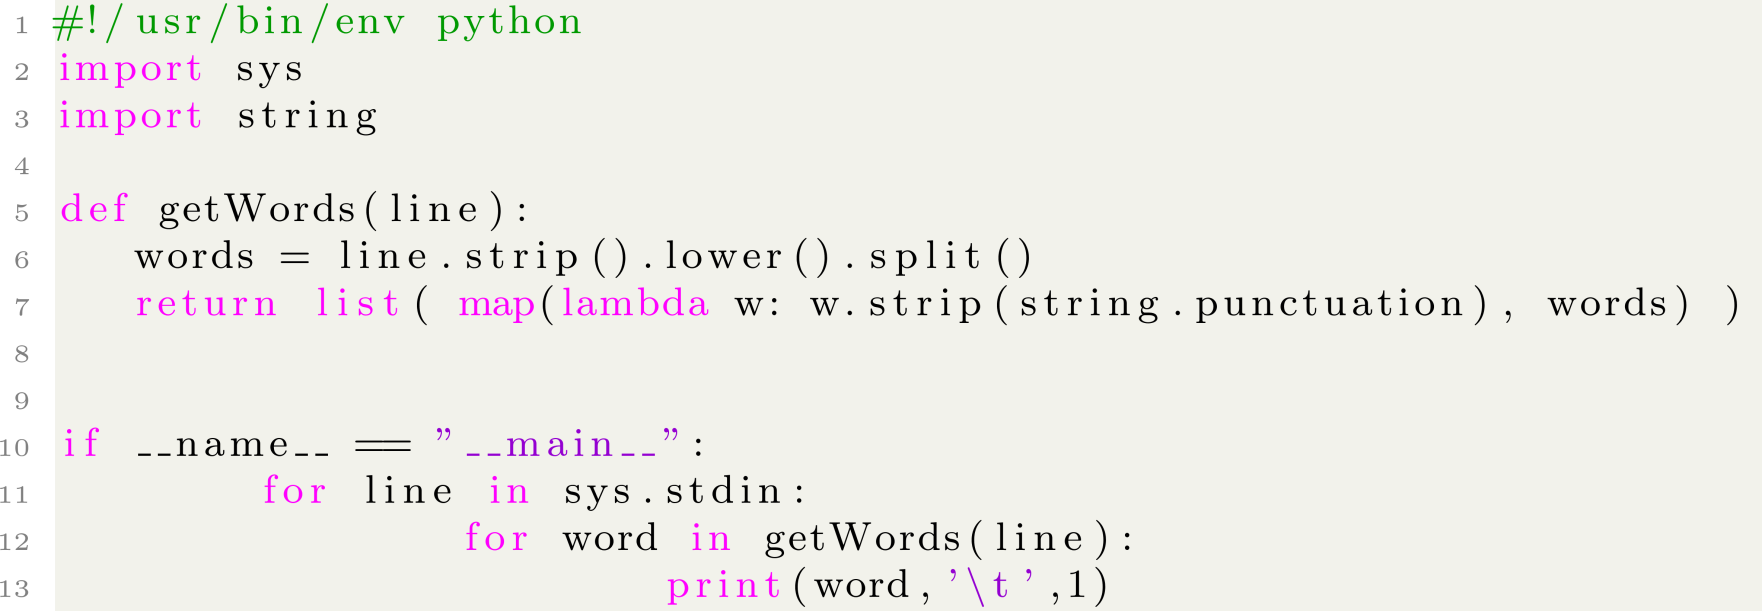 1 #!/usr/bin/env python
2 import sys
3 import string
4
5 def getWords(line):
6 words = line.strip().lower().split()
7 return list( map(lambda w: w.strip(string.punctuation), words) )
8
9
10 if __name__ == "__main__":
11 for line in sys.stdin:
12 for word in getWords(line):
13 print(word,'\t',1)